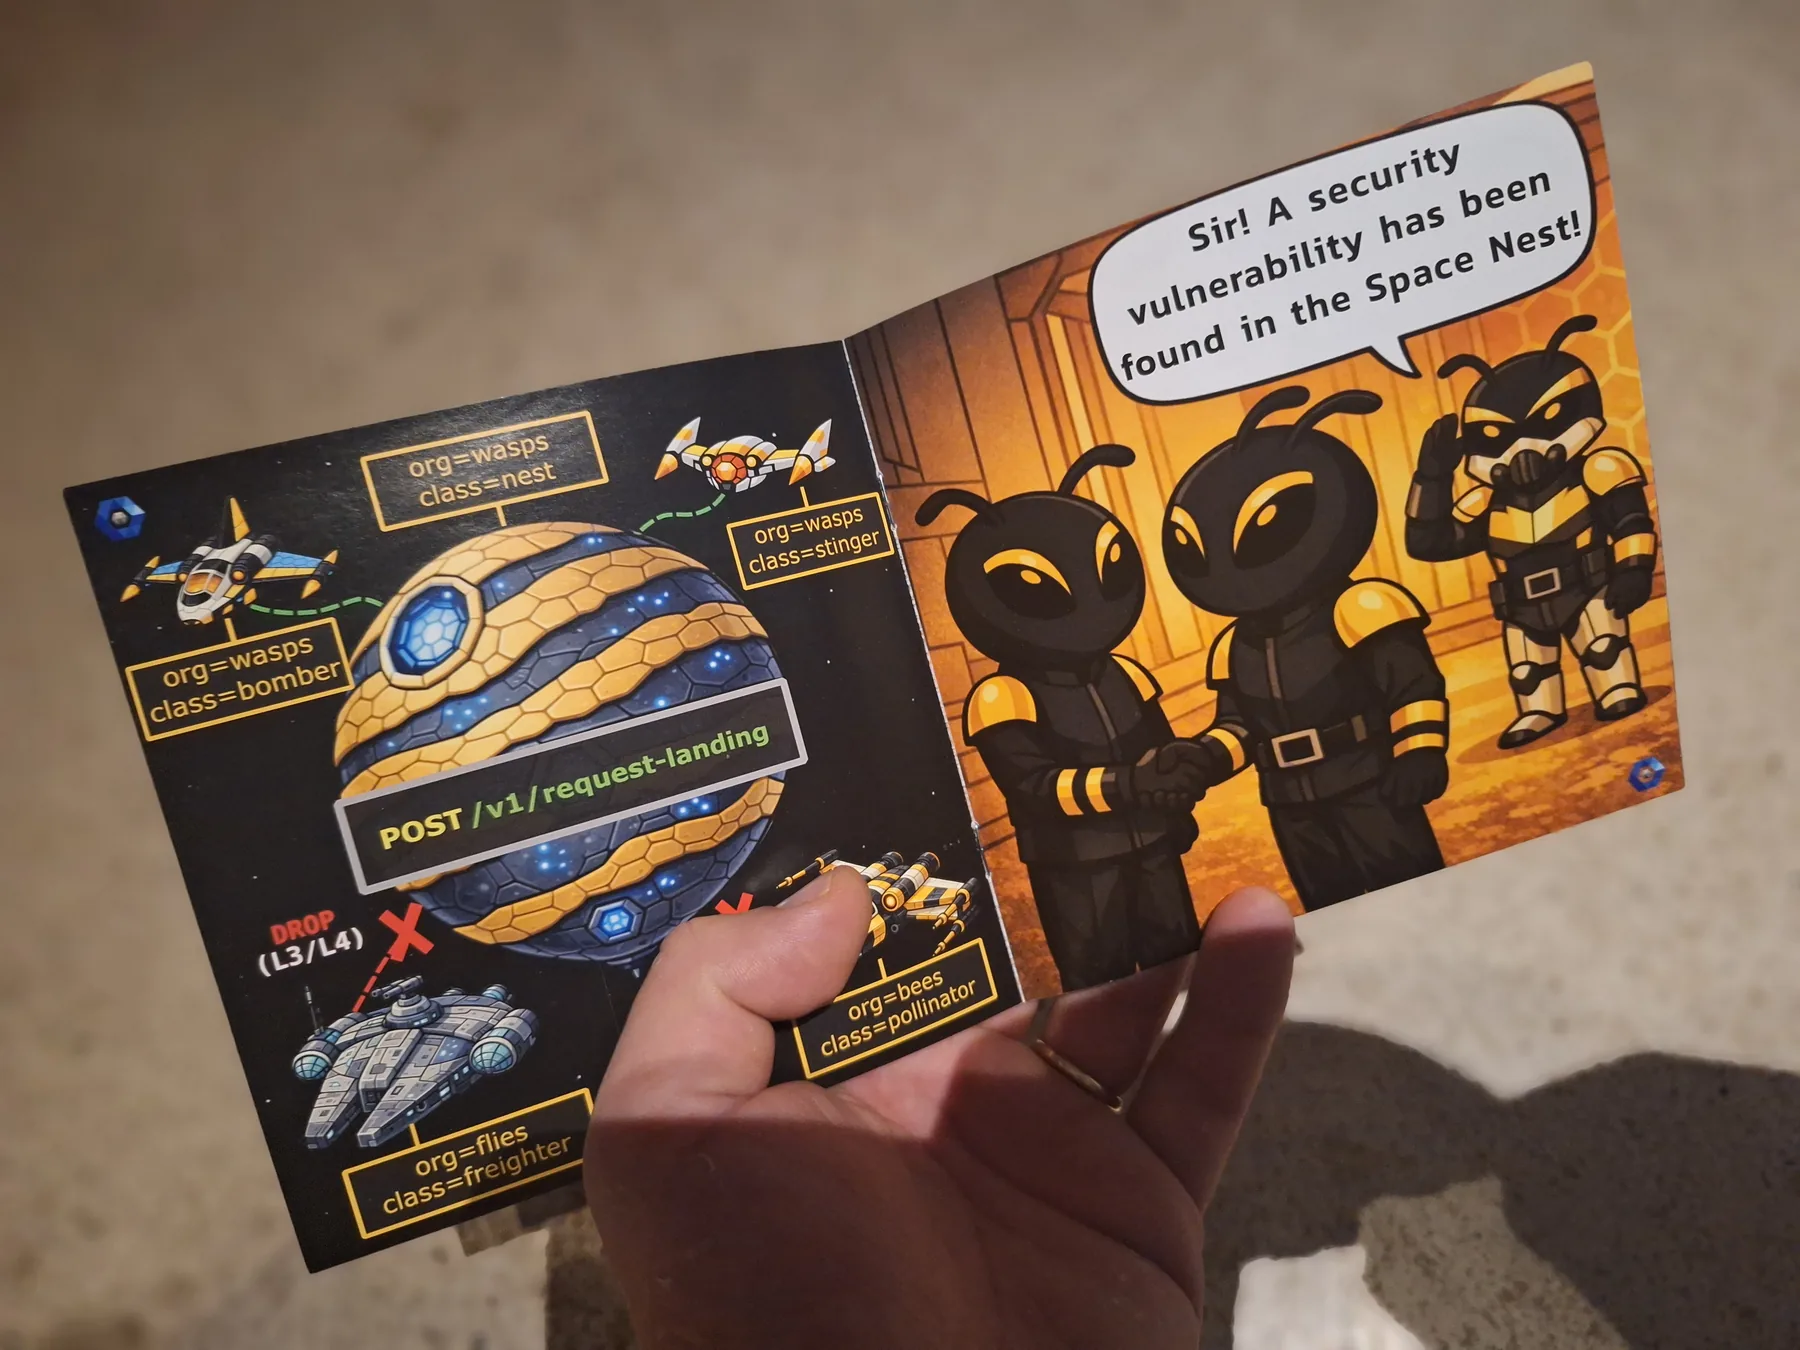 org=wasps
class=nest
org=wasps
class=stinger
org=wasps
class=bomber
POST /v1/request-landing
DROP
(L3/L4)
org=bees
class=pollinator
org=flies
class=freighter
Sir! A security
vulnerability has been
found in the Space Nest!